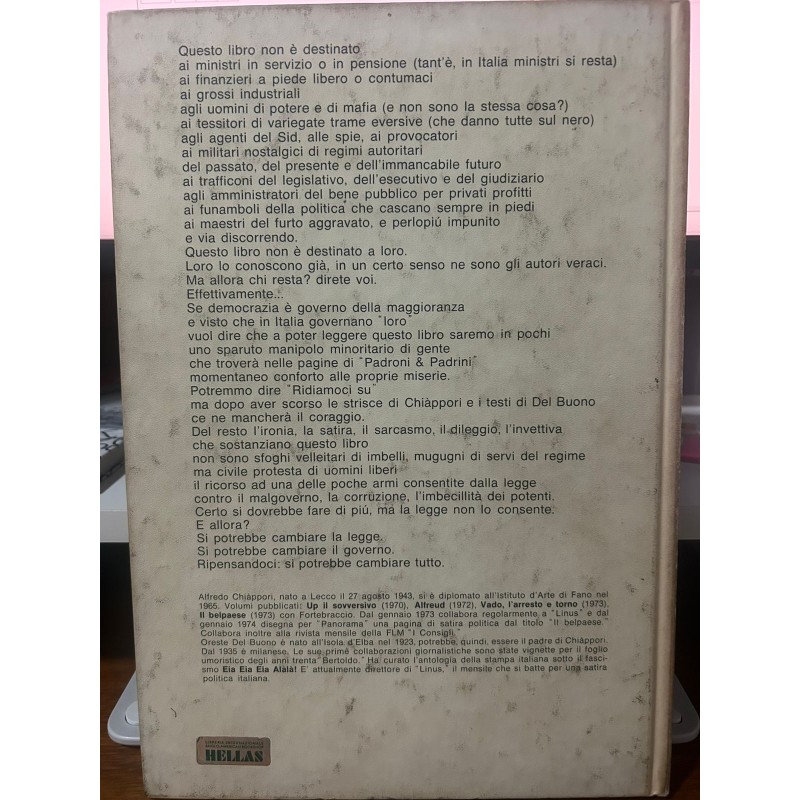 Questo libro non è destinato
ai ministri in servizio o in pensione (tant'è, in Italia ministri si resta)
ai finanzieri a piede libero o contumaci
ai grossi industriali
agli uomini di potere e di mafia (e non sono la stessa cosa?)
ai tessitori di variegate trame eversive (che danno tutte sul nero)
agli agenti del Sid, alle spie, ai provocatori
ai militari nostalgici di regimi autoritari
del passato, del presente e dell'immancabile futuro
ai trafficoni del legislativo, dell'esecutivo e del giudiziario
agli amministratori del bene pubblico per privati profitti
ai funamboli della politica che cascano sempre in piedi
ai maestri del furto aggravato, e perlopiú impunito
e via discorrendo.
Questo libro non è destinato a loro.
Loro lo conoscono già, in un certo senso ne sono gli autori veraci.
Ma allora chi resta? direte voi.
Effettivamente...
Se democrazia è governo della maggioranza
e visto che in Italia governano "loro"
vuol dire che a poter leggere questo libro saremo in pochi
uno sparuto manipolo minoritario di gente
che troverà nelle pagine di "Padroni & Padrini"
momentaneo conforto alle proprie miserie.
Potremmo dire "Ridiamoci su"
ma dopo aver scorso le strisce di Chiàppori e i testi di Del Buono
ce ne mancherà il coraggio.
Del resto l'ironia, la satira, il sarcasmo, il dileggio, l'invettiva
che sostanziano questo libro
non sono sfoghi velleitari di imbelli, mugugni di servi del regime
ma civile protesta di uomini liberi
il ricorso ad una delle poche armi consentite dalla legge
contro il malgoverno, la corruzione, l'imbecillità dei potenti.
Certo si dovrebbe fare di piú, ma la legge non lo consente.
E allora?
Si potrebbe cambiare la legge.
Si potrebbe cambiare il governo.
Ripensandoci: si potrebbe cambiare tutto.
Alfredo Chiàppori, nato a Lecco il 27 agosto 1943, si è diplomato all'Istituto d'Arte di Fano nel
1965. Volumi pubblicati: Up il sovversivo (1970), Alfreud (1972), Vado, l'arresto e torno (1973),
Il belpaese (1973) con Fortebraccio. Dal gennaio 1973 collabora regolarmente a "Linus" e dal
gennaio 1974 disegna per "Panorama" una pagina di satira politica dal titolo "Il belpaese."
Collabora inoltre alla rivista mensile della FLM "I Consigli."
Oreste Del Buono è nato all'Isola d'Elba nel 1923, potrebbe, quindi, essere il padre di Chiàppori.
Dal 1935 è milanese. Le sue prime collaborazioni giornalistiche sono state vignette per il foglio
umoristico degli anni trenta "Bertoldo." Ha curato l'antologia della stampa italiana sotto il fasci-
smo Eia Eia Eia Alàlà! E' attualmente direttore di "Linus," il mensile che si batte per una satira
politica italiana.
HELLAS